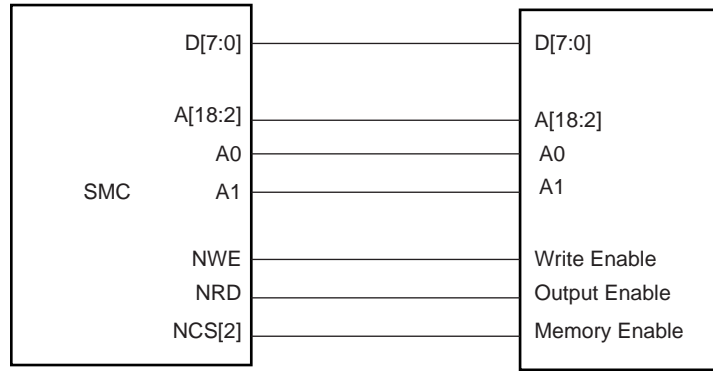 D[7:0] D[7:0]
A[18:2] A[18:2]
A0 A0
SMC A1 A1
NWE Write Enable
NRD Output Enable
NCS[2] Memory Enable